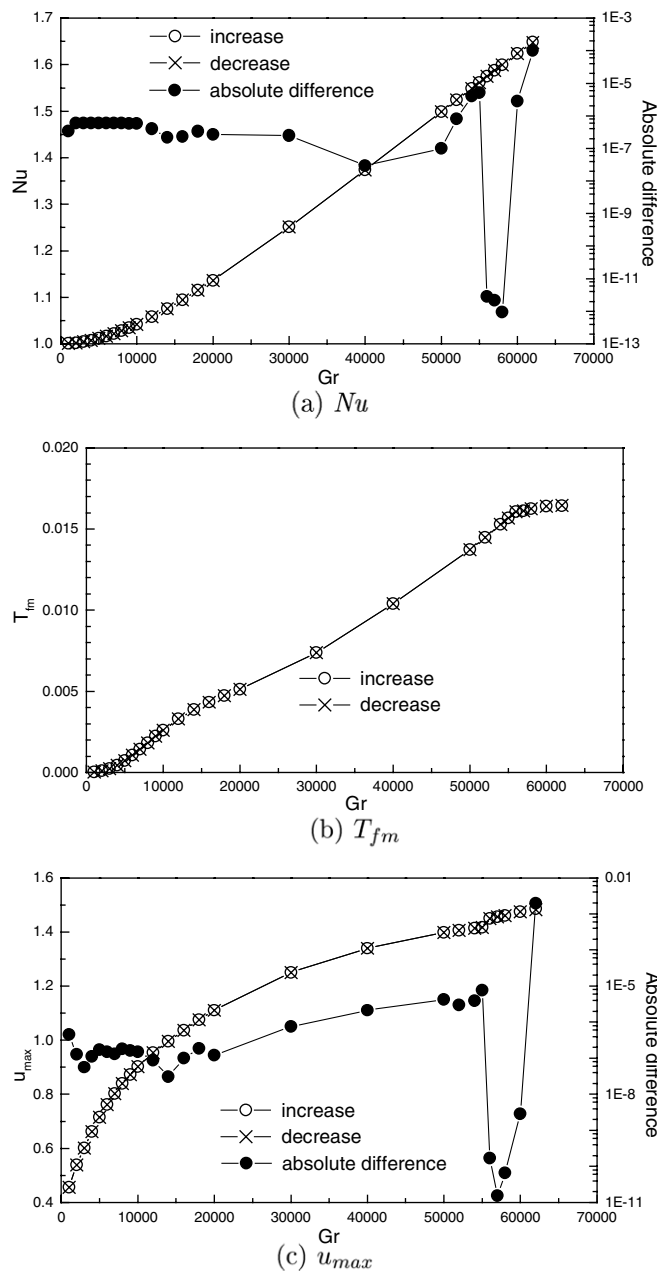 1.7
1.6
1.5
1.4
1.3
1.2
1.1
1.0
Nu
increase
decrease
absolute difference
1E-3
1E-5
1E-7
1E-9
1E-11
1E-13
Absolute difference
0 10000 20000 30000 40000 50000 60000 70000
Gr
(a) Nu
0.020
0.015
0.010
0.005
0.000
T_fm
increase
decrease
0 10000 20000 30000 40000 50000 60000 70000
Gr
(b) T_fm
1.6
1.4
1.2
1.0
0.8
0.6
0.4
u_max
increase
decrease
absolute difference
0.01
1E-5
1E-8
1E-11
Absolute difference
0 10000 20000 30000 40000 50000 60000 70000
Gr
(c) u_max